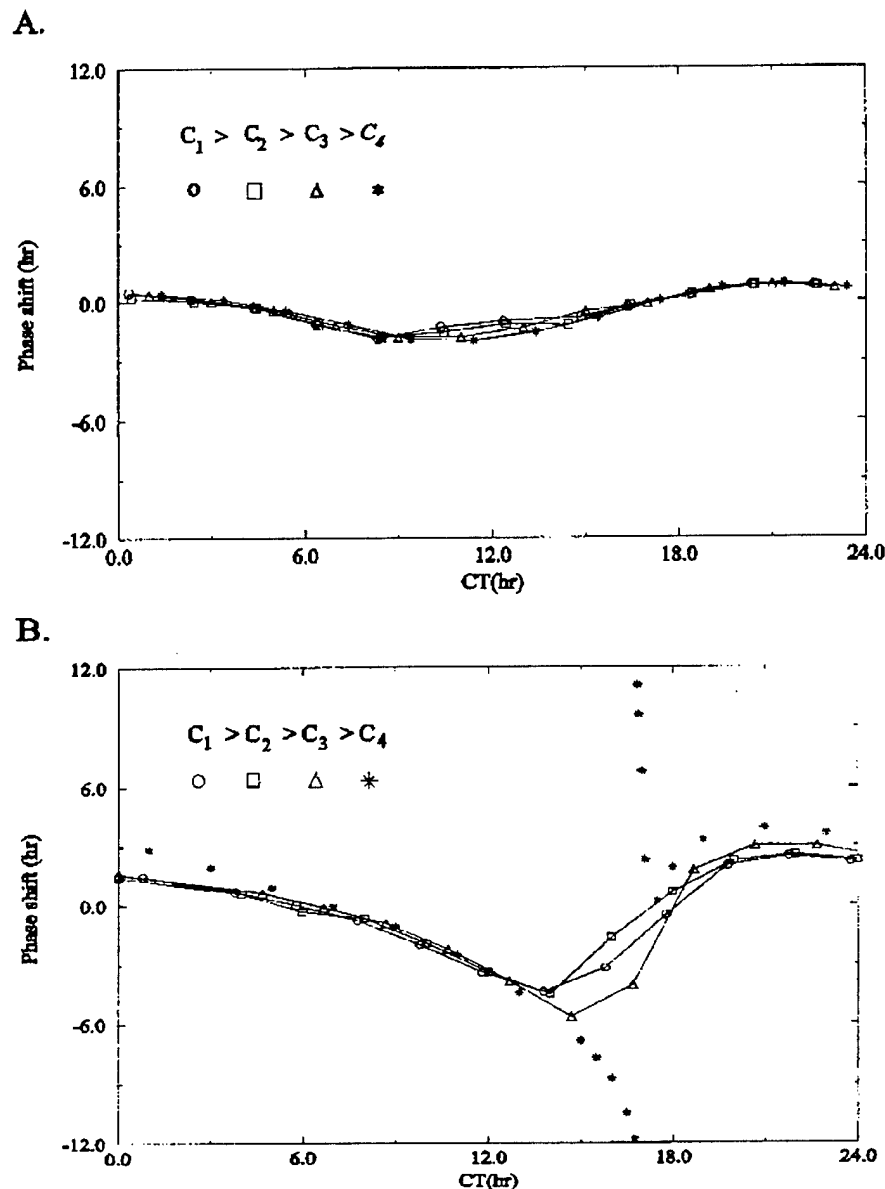 A.
12.0
C₁ > C₂ > C₃ > C₄
6.0
Phase shift (hr)
0.0
-6.0
-12.0
0.0 6.0 12.0 18.0 24.0
CT(hr)
B.
12.0
C₁ > C₂ > C₃ > C₄
6.0
Phase shift (hr)
0.0
-6.0
-12.0
0.0 6.0 12.0 18.0 24.0
CT(hr)